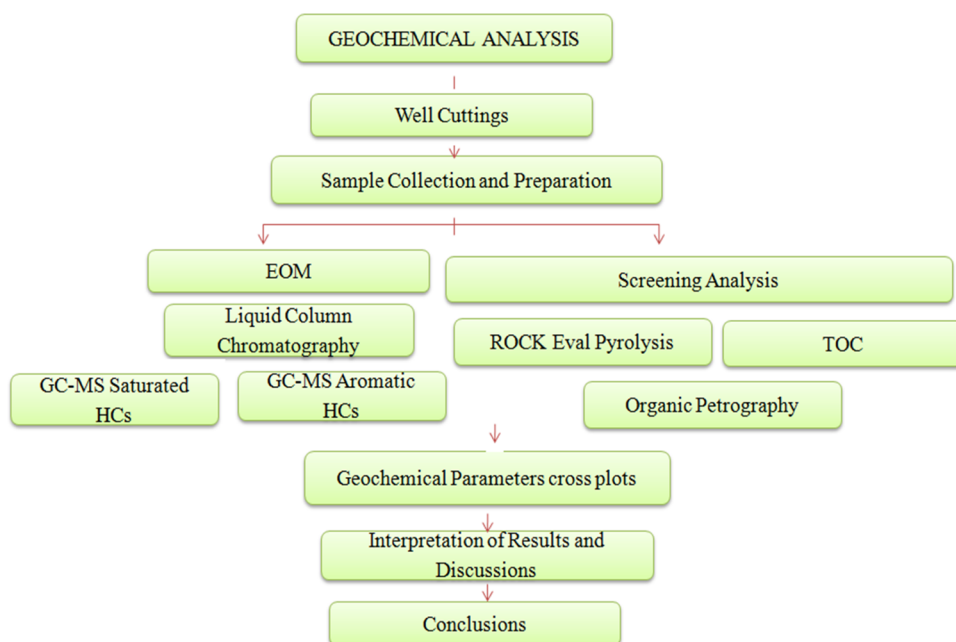 GEOCHEMICAL ANALYSIS
Well Cuttings
Sample Collection and Preparation
EOM
Screening Analysis
Liquid Column
Chromatography
ROCK Eval Pyrolysis
TOC
GC-MS Saturated
HCs
GC-MS Aromatic
HCs
Organic Petrography
Geochemical Parameters cross plots
Interpretation of Results and
Discussions
Conclusions